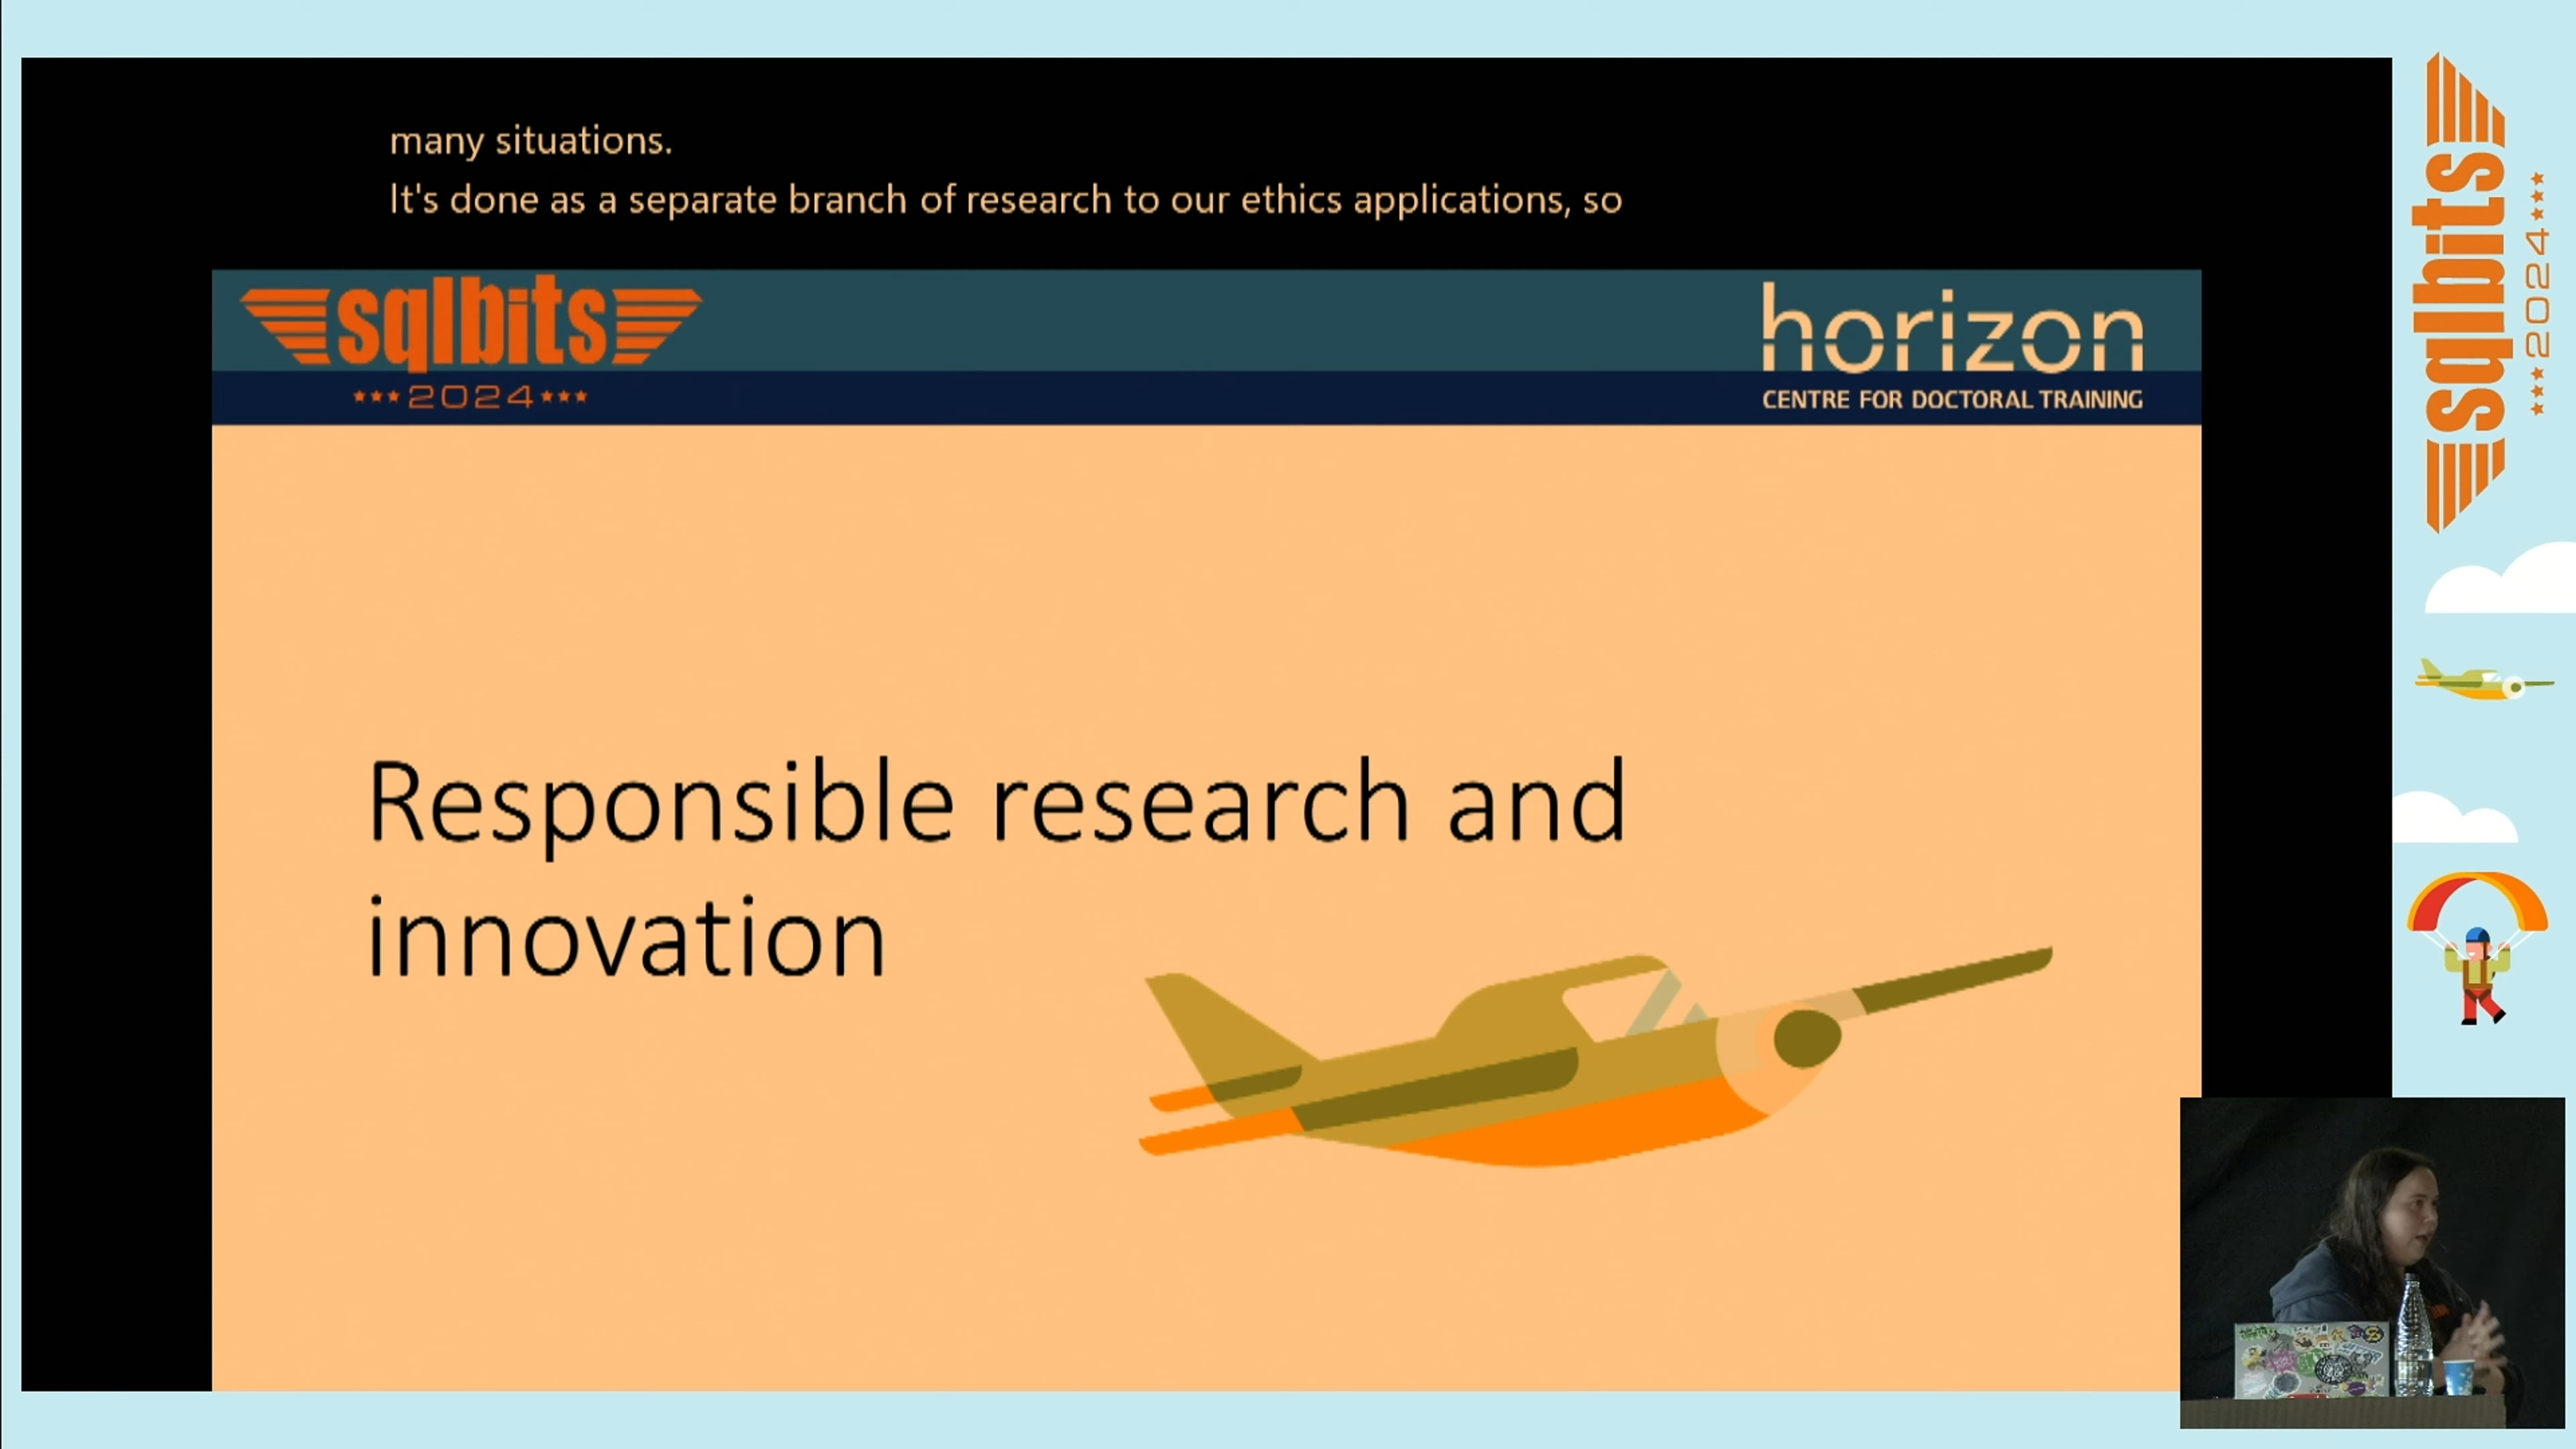 many situations.
It's done as a separate branch of research to our ethics applications, so
sqlbits
2024
horizon
CENTRE FOR DOCTORAL TRAINING
Responsible research and
innovation
sqlbits
2024